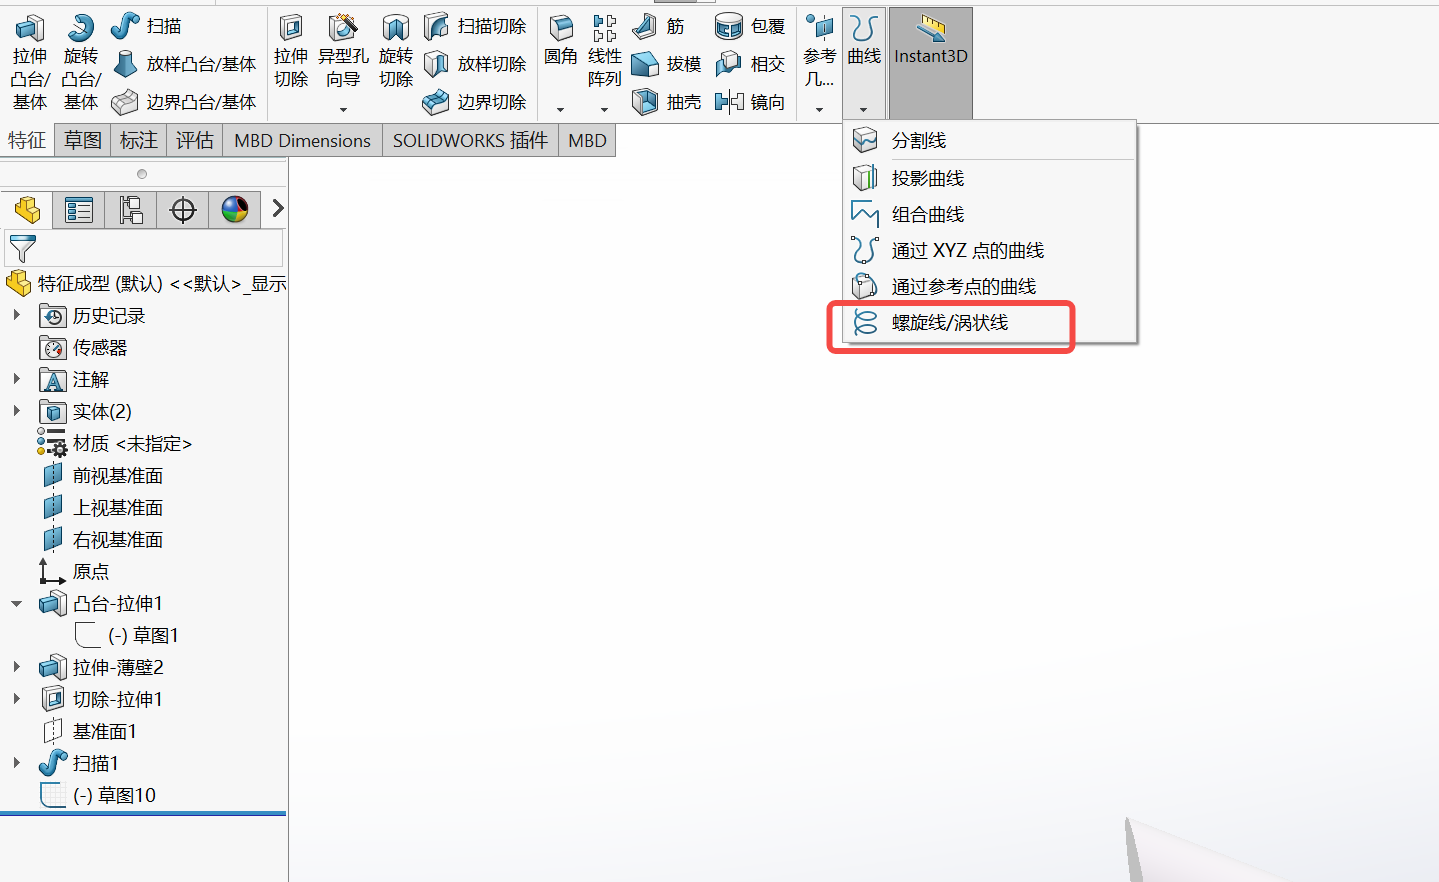 拉伸凸台/基体
旋转凸台/基体
扫描
放样凸台/基体
边界凸台/基体
拉伸切除
异型孔向导
旋转切除
扫描切除
放样切除
边界切除
圆角
线性阵列
筋
拔模
抽壳
包覆
相交
镜向
参考几...
曲线
Instant3D
特征
草图
标注
评估
MBD Dimensions
SOLIDWORKS 插件
MBD
分割线
投影曲线
组合曲线
通过 XYZ 点的曲线
通过参考点的曲线
螺旋线/涡状线
特征成型 (默认) <<默认>_显示
历史记录
传感器
注解
实体(2)
材质 <未指定>
前视基准面
上视基准面
右视基准面
原点
凸台-拉伸1
(-) 草图1
拉伸-薄壁2
切除-拉伸1
基准面1
扫描1
(-) 草图10